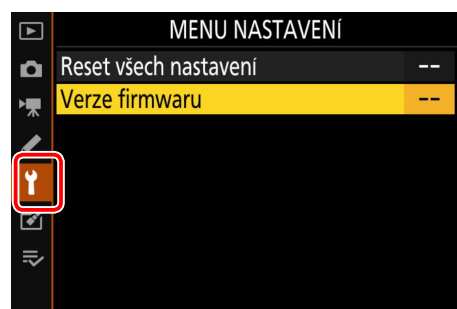 MENU NASTAVENÍ
Reset všech nastavení --
Verze firmwaru --